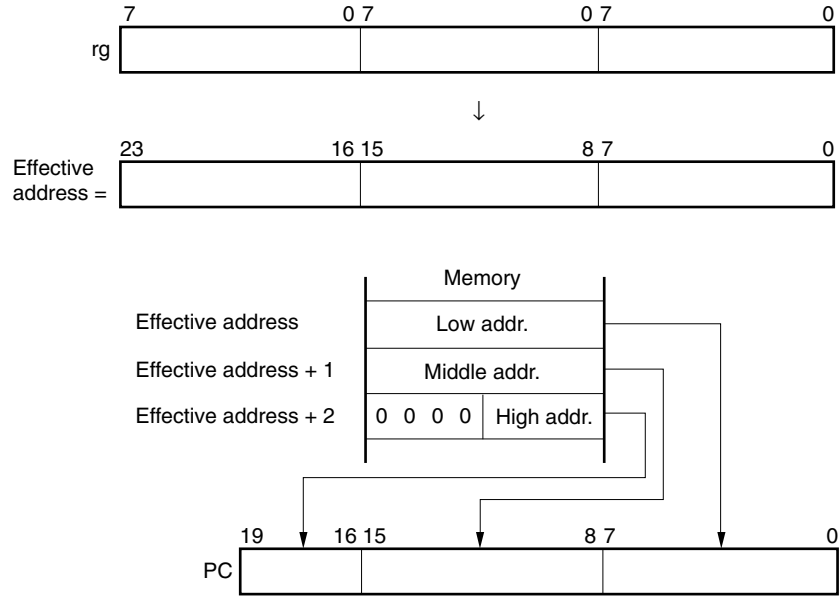 7 0 7 0 7 0
rg
↓
23 16 15 8 7 0
Effective
address =
Memory
Effective address Low addr.
Effective address + 1 Middle addr.
Effective address + 2 0 0 0 0 High addr.
19 16 15 8 7 0
PC